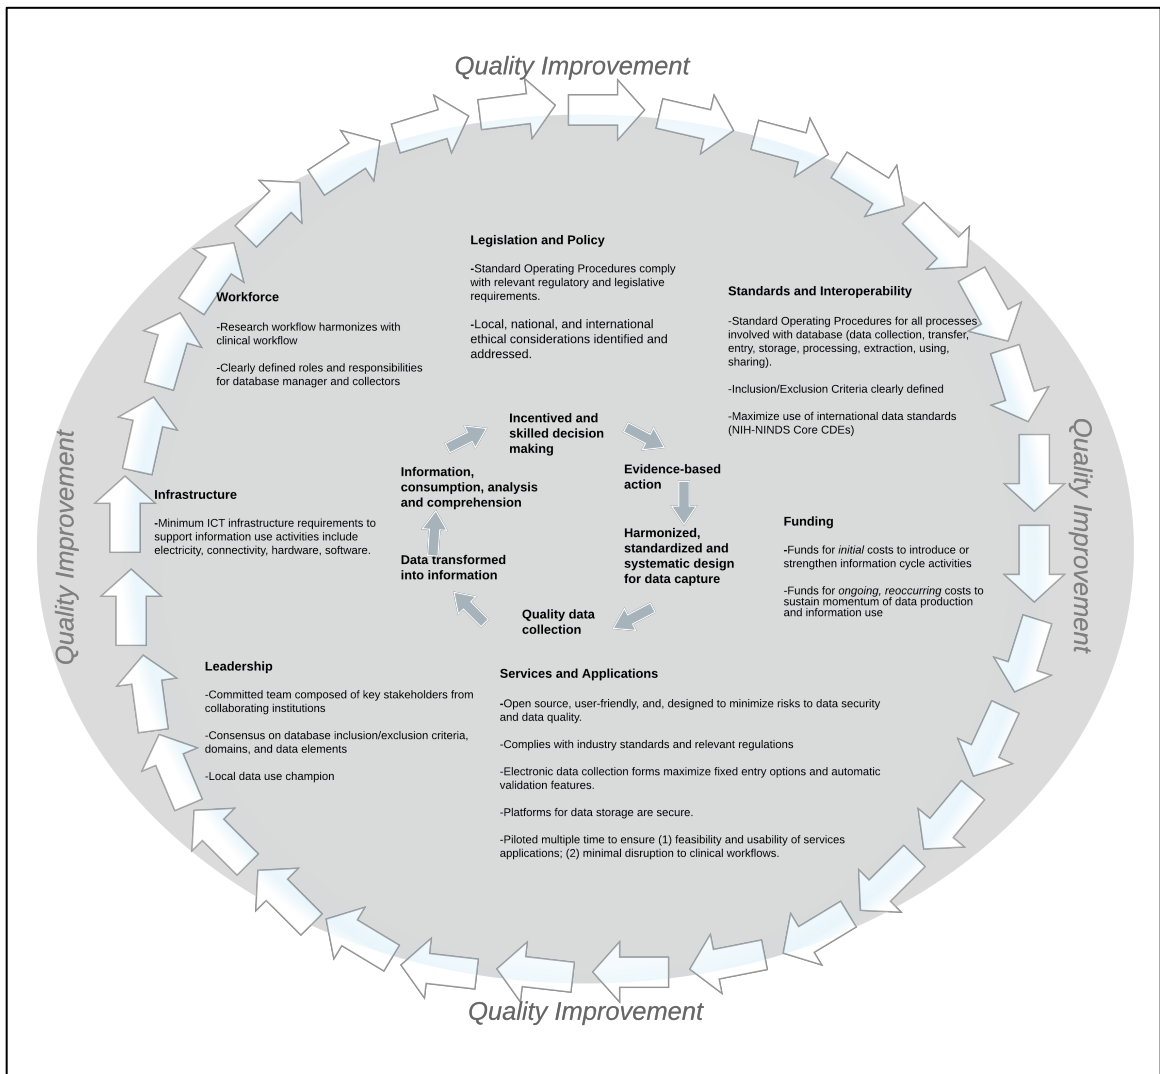 Quality Improvement
Legislation and Policy
-Standard Operating Procedures comply
with relevant regulatory and legislative
requirements.
-Local, national, and international
ethical considerations identified and
addressed.
Standards and Interoperability
-Standard Operating Procedures for all processes
involved with database (data collection, transfer,
entry, storage, processing, extraction, using,
sharing).
-Inclusion/Exclusion Criteria clearly defined
-Maximize use of international data standards
(NIH-NINDS Core CDEs)
Workforce
-Research workflow harmonizes with
clinical workflow
-Clearly defined roles and responsibilities
for database manager and collectors
Incentived and
skilled decision
making
Evidence-based
action
Harmonized,
standardized and
systematic design
for data capture
Quality data
collection
Data transformed
into information
Information,
consumption, analysis
and comprehension
Quality Improvement
Infrastructure
-Minimum ICT infrastructure requirements to
support information use activities include
electricity, connectivity, hardware, software.
Funding
-Funds for initial costs to introduce or
strengthen information cycle activities
-Funds for ongoing, reoccurring costs to
sustain momentum of data production
and information use
Quality Improvement
Leadership
-Committed team composed of key stakeholders from
collaborating institutions
-Consensus on database inclusion/exclusion criteria,
domains, and data elements
-Local data use champion
Services and Applications
-Open source, user-friendly, and, designed to minimize risks to data security
and data quality.
-Complies with industry standards and relevant regulations
-Electronic data collection forms maximize fixed entry options and automatic
validation features.
-Platforms for data storage are secure.
-Piloted multiple time to ensure (1) feasibility and usability of services
applications; (2) minimal disruption to clinical workflows.
Quality Improvement